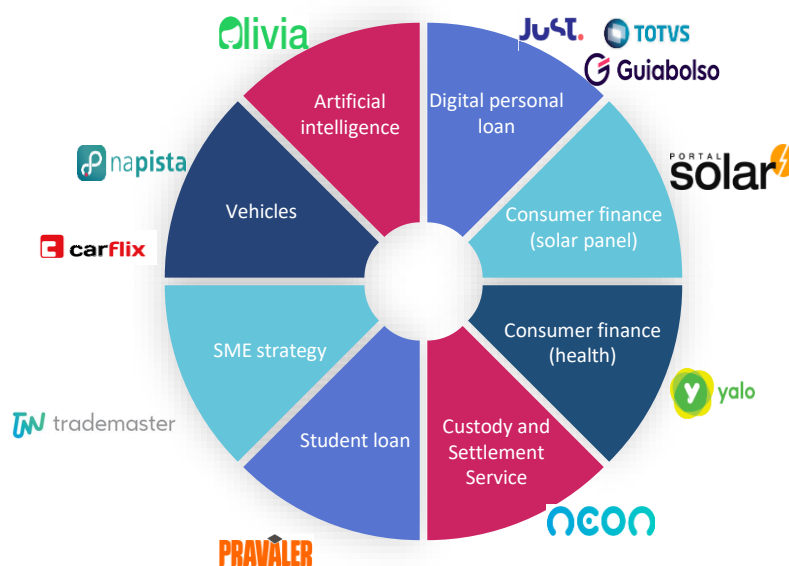 Olivia
JUST.
TOTVS
Guiabolso
Artificial
intelligence
Digital personal
loan
napista
PORTAL
solar
Vehicles
Consumer finance
(solar panel)
carflix
SME strategy
Consumer finance
(health)
yalo
trademaster
Student loan
Custody and
Settlement
Service
neon
PRAVALER